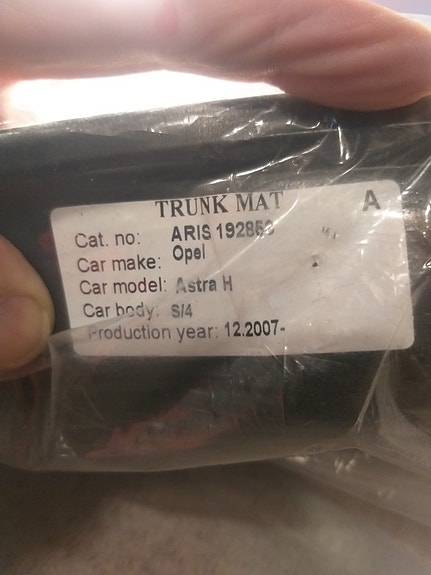 TRUNK MAT A
Cat. no: ARIS
Car make: Opel
Car model: Astra H
Car body: S/4
Production year: 12.2007-